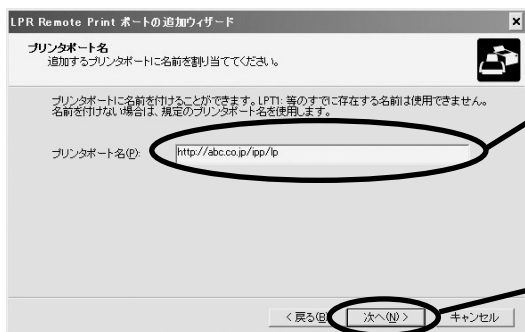 LPR Remote Print ポートの追加ウィザード
プリンタポート名
追加するプリンタポートに名前を割り当ててください。
プリンタポートに名前を付けることができます。LPT1: 等のすでに存在する名前は使用できません。
名前を付けない場合は、規定のプリンタポート名を使用します。
プリンタポート名(P):
http://abc.co.jp/ipp/lp
< 戻る(B)
次へ(N) >
キャンセル